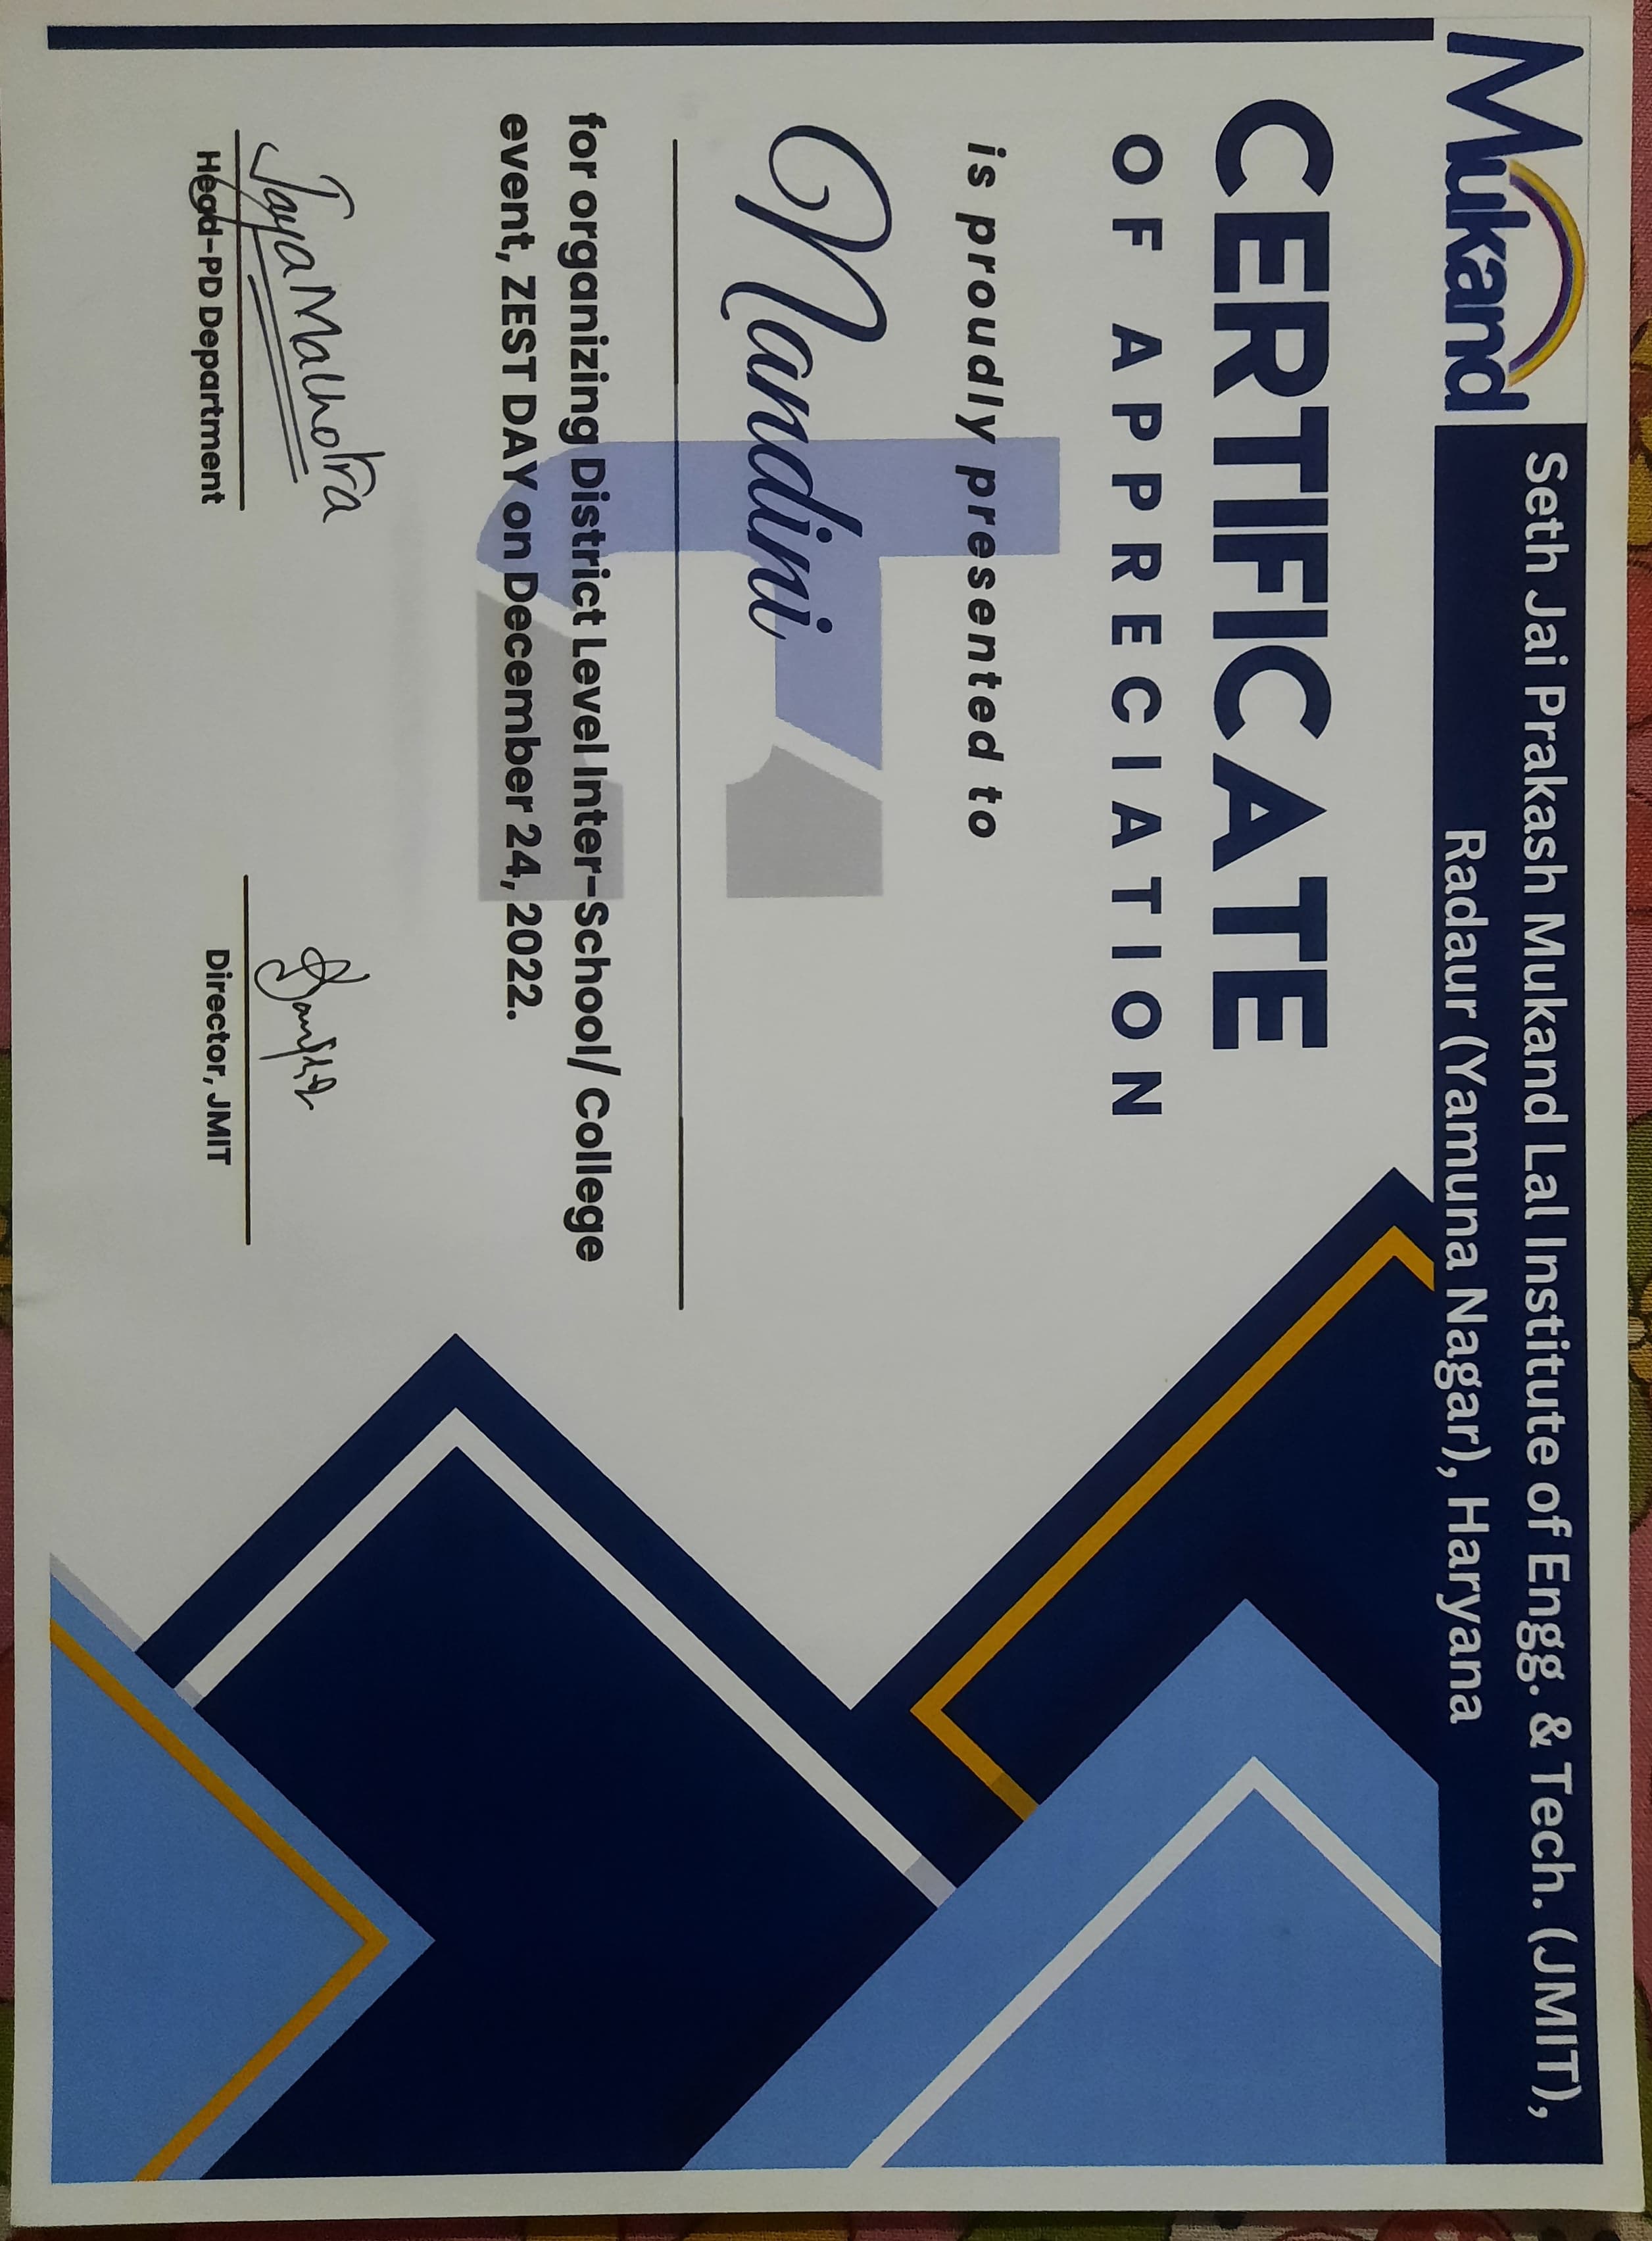 Mukand
Seth Jai Prakash Mukand Lal Institute of Engg. & Tech. (JMIT),
Radaur (Yamuna Nagar), Haryana
CERTIFICATE
OF APPRECIATION
is proudly presented to
Nandini
for organizing District Level Inter-School/ College
event, ZEST DAY on December 24, 2022.
Jaya Malhotra
Head-PD Department
Director, JMIT